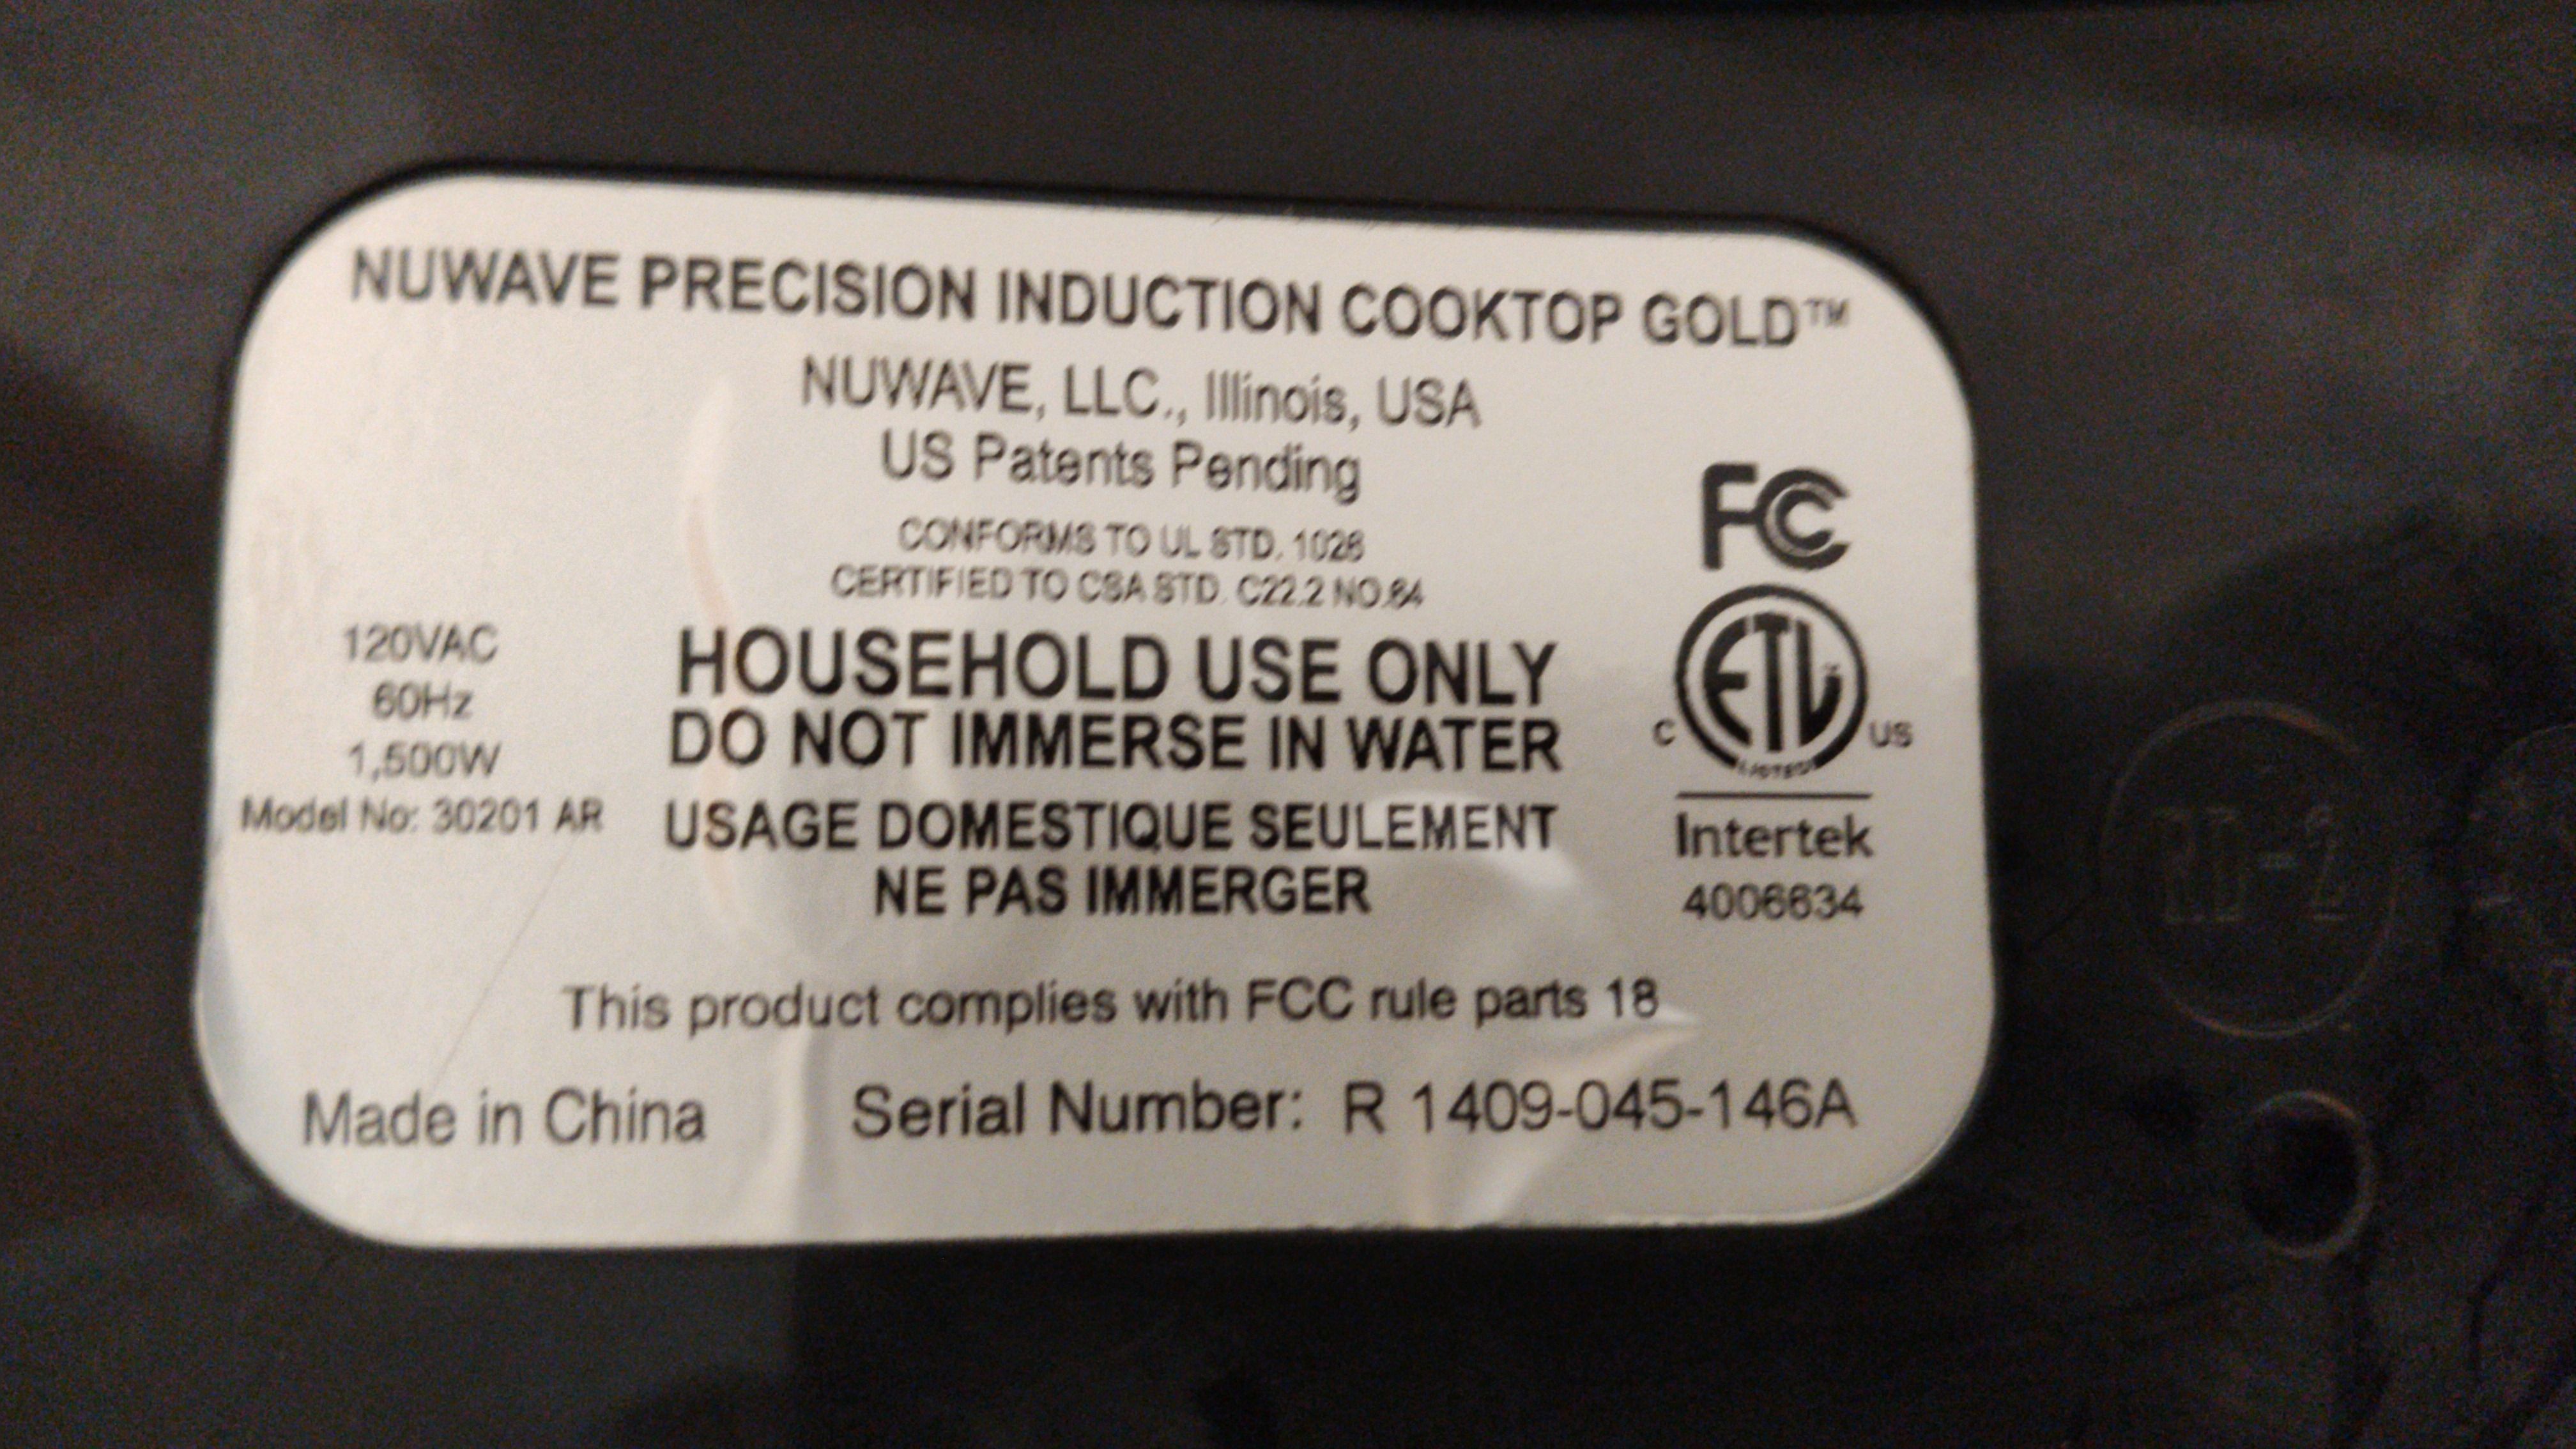 NUWAVE PRECISION INDUCTION COOKTOP GOLD™
NUWAVE, LLC., Illinois, USA
US Patents Pending
CONFORMS TO UL STD. 1026
CERTIFIED TO CSA STD. C22.2 NO.64
FC
120VAC
60Hz
1,500W
Model No: 30201 AR
HOUSEHOLD USE ONLY
DO NOT IMMERSE IN WATER
USAGE DOMESTIQUE SEULEMENT
NE PAS IMMERGER
ETL
C US
LISTED
Intertek
4006634
This product complies with FCC rule parts 18
Made in China Serial Number: R 1409-045-146A